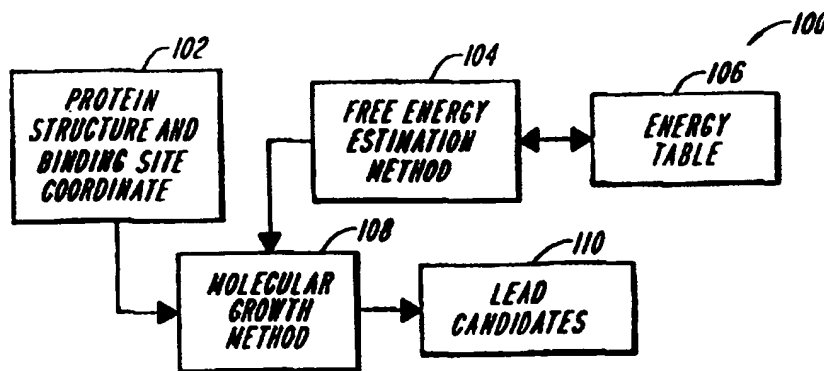 100
102
PROTEIN
STRUCTURE AND
BINDING SITE
COORDINATE
104
FREE ENERGY
ESTIMATION
METHOD
106
ENERGY
TABLE
108
MOLECULAR
GROWTH
METHOD
110
LEAD
CANDIDATES